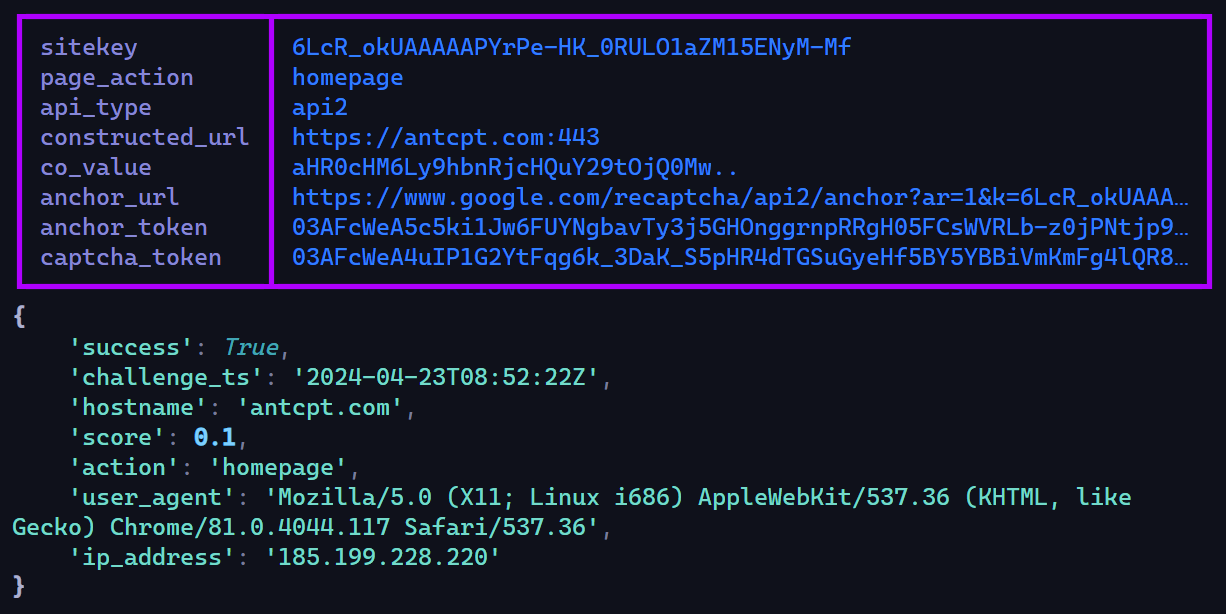 sitekey 6LcR_okUAAAAAPYrPe-HK_0RULO1aZM15ENyM-Mf
page_action homepage
api_type api2
constructed_url https://antcpt.com:443
co_value aHR0cHM6Ly9hbnRjcHQuY29tOjQ0Mw..
anchor_url https://www.google.com/recaptcha/api2/anchor?ar=1&k=6LcR_okUAAA…
anchor_token 03AFcWeA5c5ki1Jw6FUYNgbavTy3j5GHOnggrnpRRgH05FCsWVRLb-z0jPNtjp9…
captcha_token 03AFcWeA4uIP1G2YtFqg6k_3DaK_S5pHR4dTGSuGyeHf5BY5YBBiVmKmFg4lQR8…
{
    'success': True,
    'challenge_ts': '2024-04-23T08:52:22Z',
    'hostname': 'antcpt.com',
    'score': 0.1,
    'action': 'homepage',
    'user_agent': 'Mozilla/5.0 (X11; Linux i686) AppleWebKit/537.36 (KHTML, like
Gecko) Chrome/81.0.4044.117 Safari/537.36',
    'ip_address': '185.199.228.220'
}